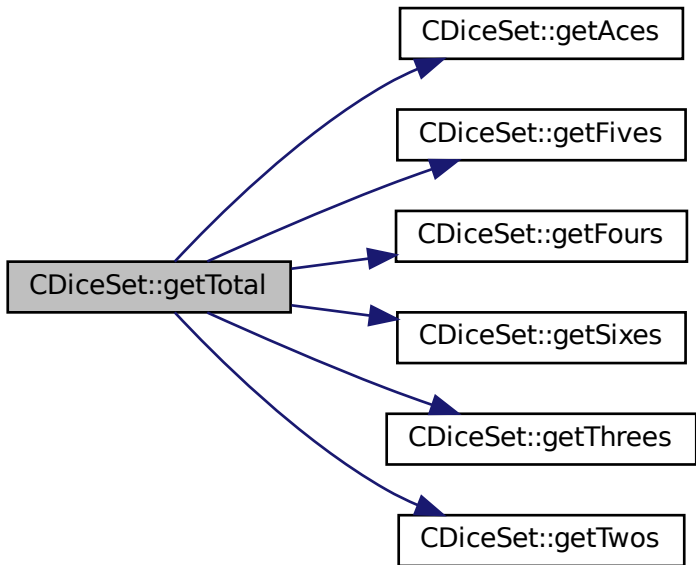 CDiceSet::getAces
CDiceSet::getFives
CDiceSet::getFours
CDiceSet::getTotal
CDiceSet::getSixes
CDiceSet::getThrees
CDiceSet::getTwos